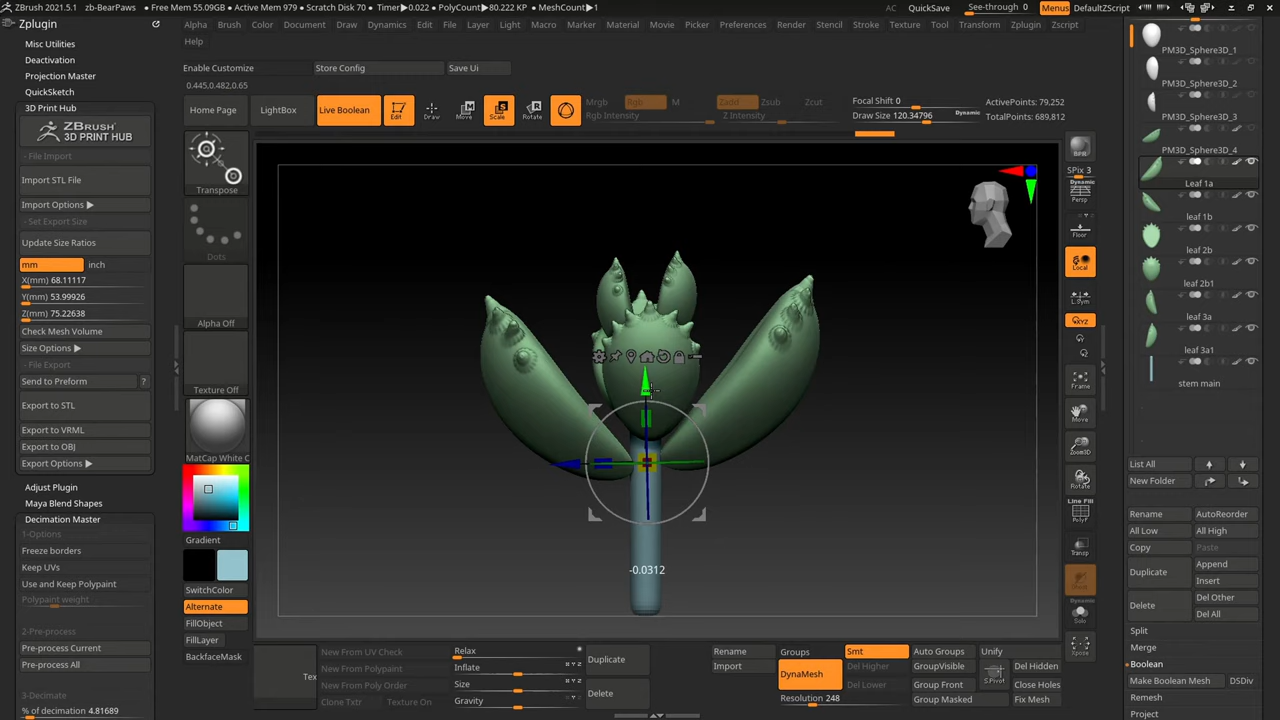 ZBrush 2021.5.1 zb-BearPaws • Free Mem 55.09GB • Active Mem 979 • Scratch Disk 70 • Timer▶0.022 • PolyCount▶80.222 KP • MeshCount▶1
AC QuickSave See-through 0 Menus DefaultZScript
Zplugin
Alpha Brush Color Document Draw Dynamics Edit File Layer Light Macro Marker Material Movie Picker Preferences Render Stencil Stroke Texture Tool Transform Zplugin Zscript
Help
Misc Utilities
Deactivation
Projection Master
QuickSketch
3D Print Hub
ZBRUSH
3D PRINT HUB
- File Import
Import STL File
Import Options ▶
- Set Export Size
Update Size Ratios
mm inch
X(mm) 68.11117
Y(mm) 53.99926
Z(mm) 75.22638
Check Mesh Volume
Size Options ▶
- File Export
Send to Preform ?
Export to STL
Export to VRML
Export to OBJ
Export Options ▶
Adjust Plugin
Maya Blend Shapes
Decimation Master
1-Options
Freeze borders
Keep UVs
Use and Keep Polypaint
Polypaint weight
2-Pre-process
Pre-process Current
Pre-process All
3-Decimate
% of decimation 4.81689
Enable Customize Store Config Save Ui
0.445,0.482,0.65
Home Page LightBox Live Boolean Edit Draw Move Scale Rotate
Mrgb Rgb M Zadd Zsub Zcut
Rgb Intensity Z Intensity
Focal Shift 0
Draw Size 120.34796 Dynamic
ActivePoints: 79.252
TotalPoints: 689.812
Transpose
Dots
Alpha Off
Texture Off
MatCap White C
Gradient
SwitchColor
Alternate
FillObject
FillLayer
BackfaceMask
-0.0312
SPix 3
Dynamic
Persp
Floor
Local
L.Sym
Frame
Move
Zoom3D
Rotate
Line Fill
PolyF
Transp
Dynamic
Solo
Xpose
PM3D_Sphere3D_1
PM3D_Sphere3D_2
PM3D_Sphere3D_3
PM3D_Sphere3D_4
Leaf 1a
leaf 1b
leaf 2b
leaf 2b1
leaf 3a
leaf 3a1
stem main
List All
New Folder
Rename AutoReorder
All Low All High
Copy Paste
Duplicate Append
Insert
Delete Del Other
Del All
Split
Merge
Boolean
Make Boolean Mesh DSDiv
Remesh
Project
Tex
New From UV Check
New From Polypaint
New From Poly Order
Clone Txtr Texture On
Relax
Inflate
Size
Gravity
Duplicate
Delete
Rename
Import
Groups
DynaMesh
Resolution 248
Smt
Del Higher
Del Lower
Auto Groups
GroupVisible
Group Front
Group Masked
Unify
S.Pivot
Del Hidden
Close Holes
Fix Mesh